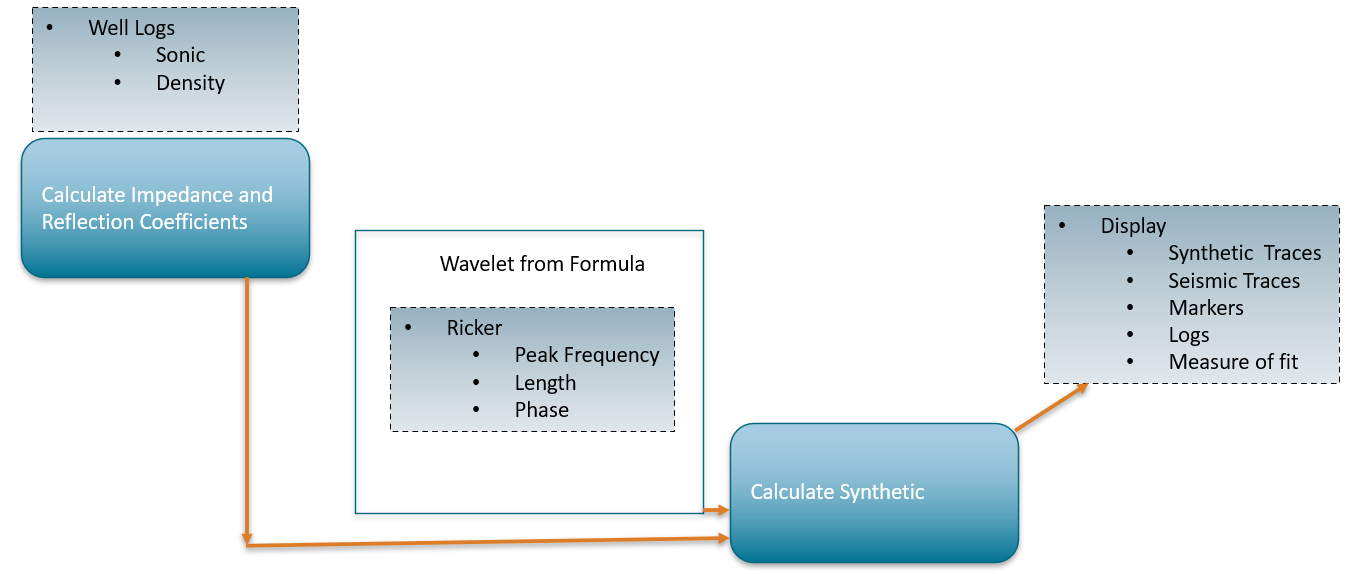 • Well Logs
• Sonic
• Density
Calculate Impedance and
Reflection Coefficients
Wavelet from Formula
• Ricker
• Peak Frequency
• Length
• Phase
Calculate Synthetic
• Display
• Synthetic Traces
• Seismic Traces
• Markers
• Logs
• Measure of fit